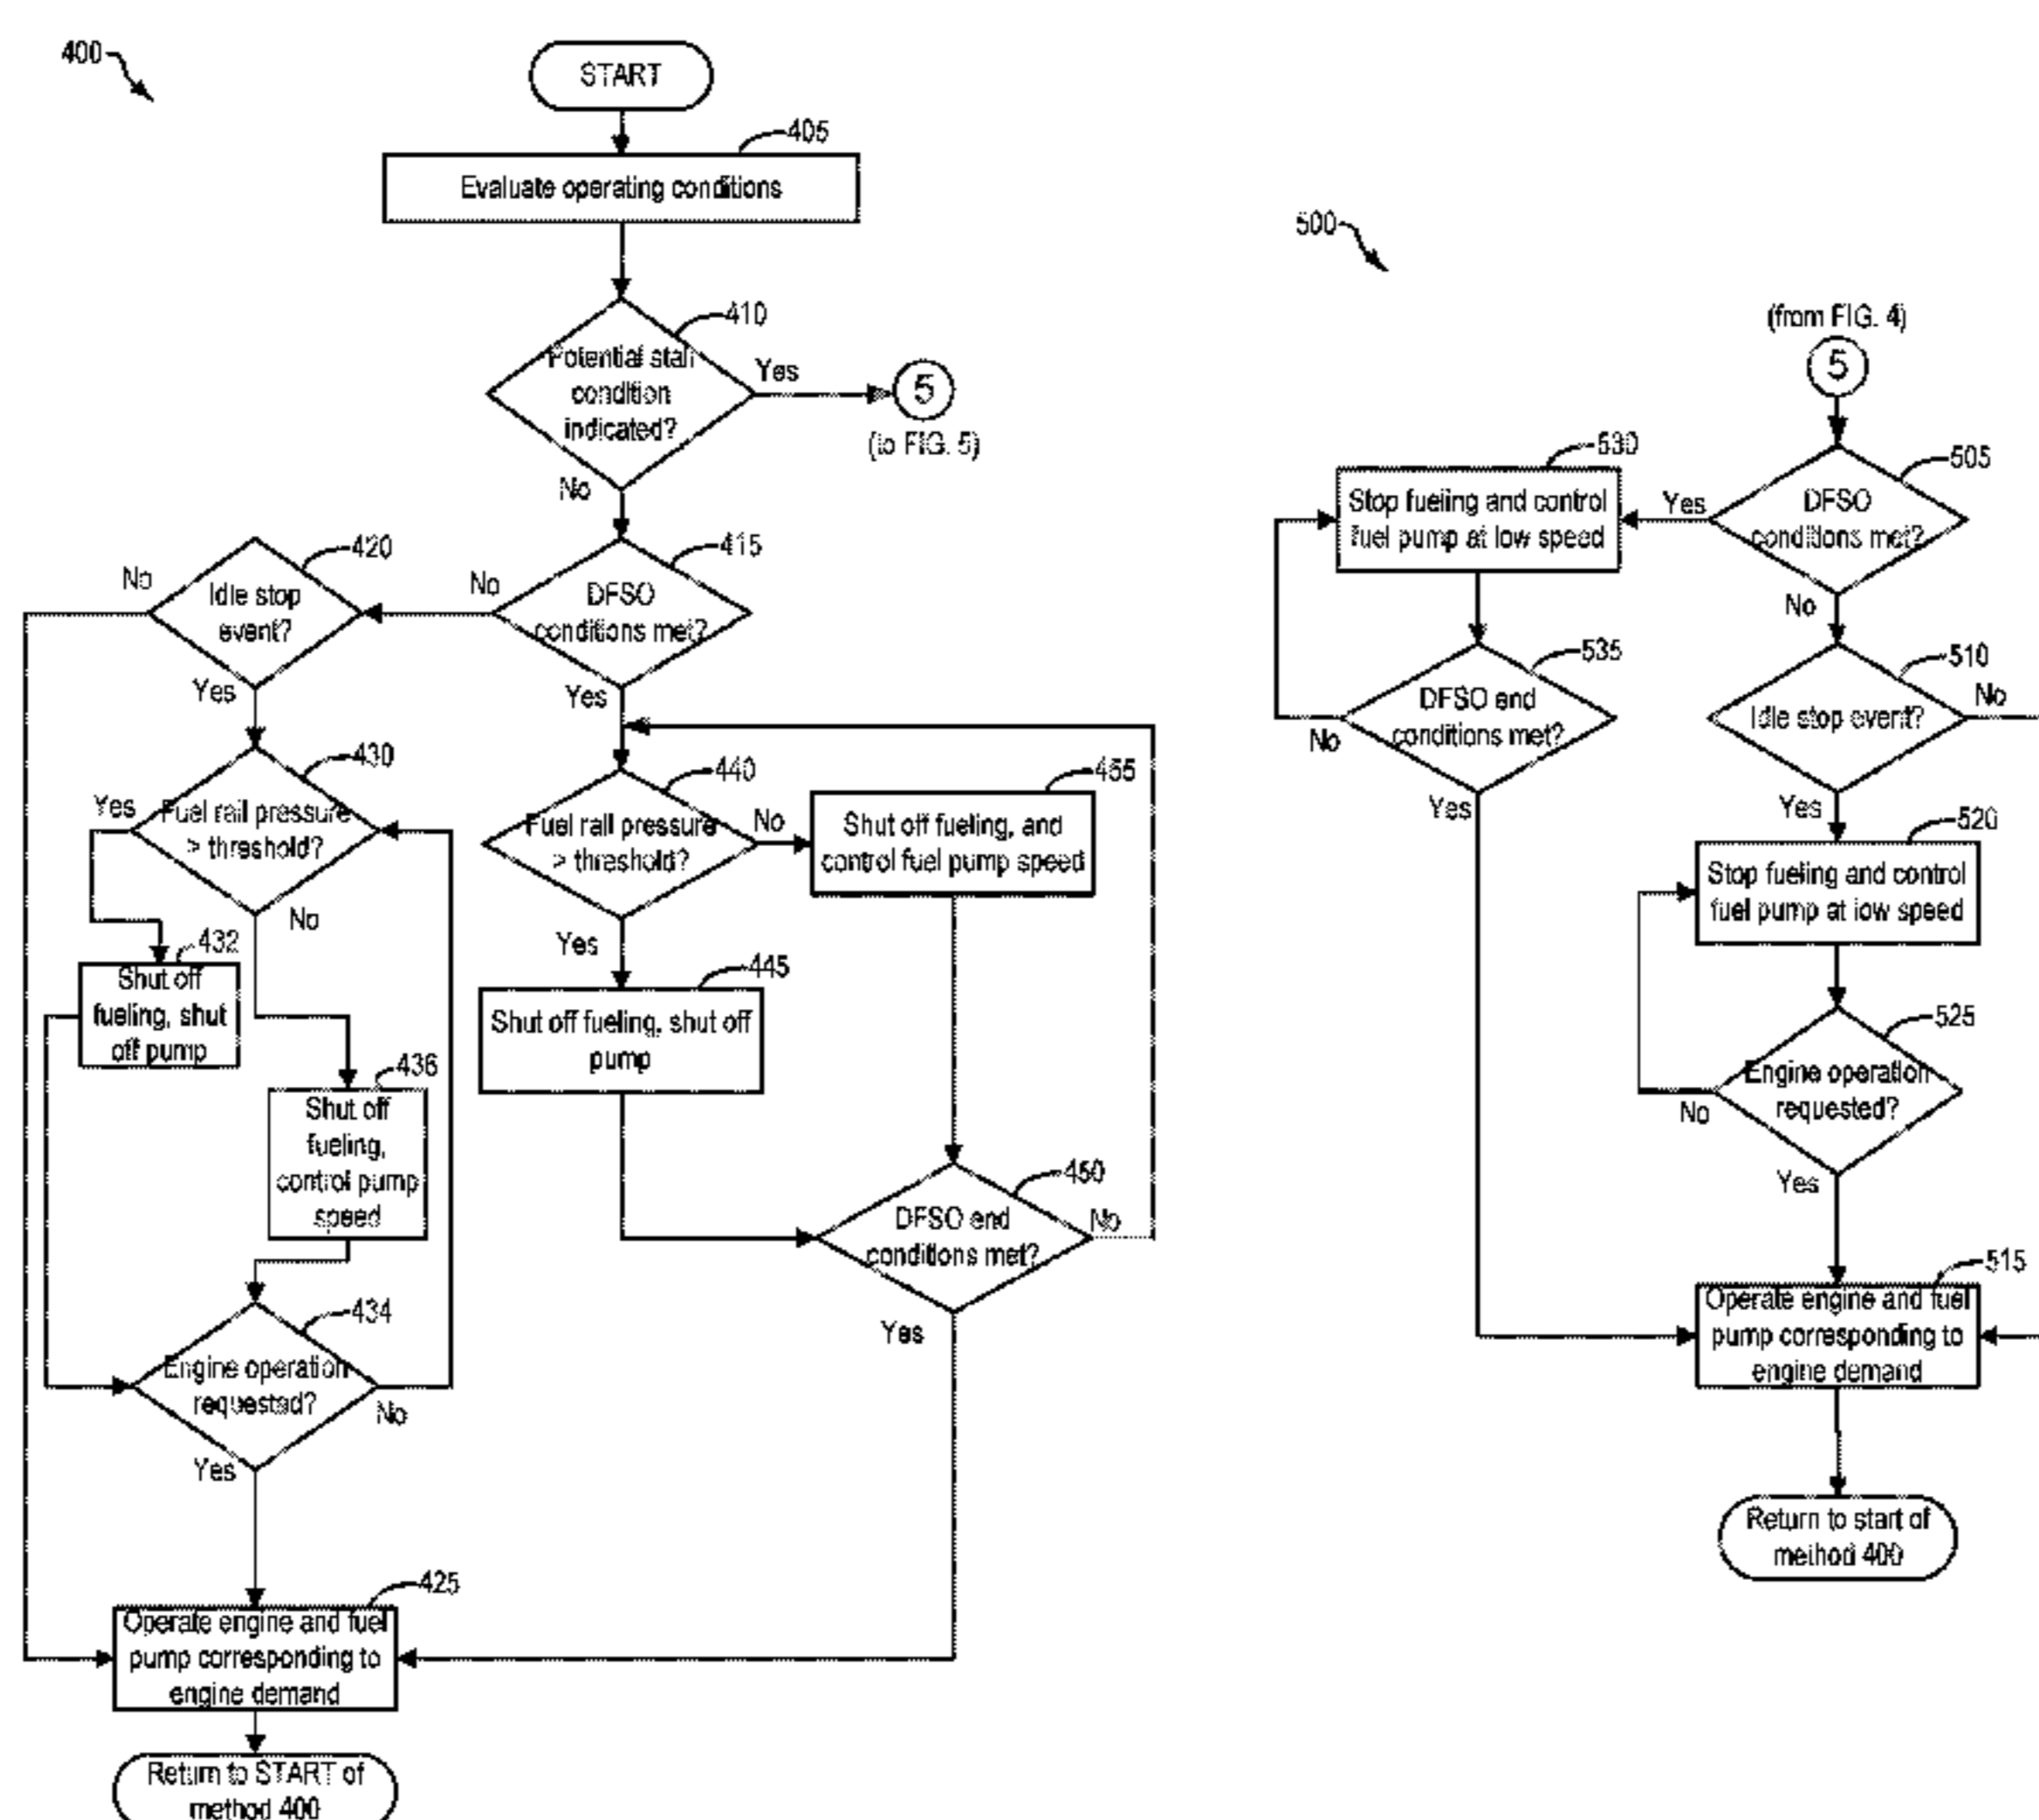 400
START
405
Evaluate operating conditions
410
Potential stall
condition
indicated?
Yes
5
(to FIG. 5)
No
415
DFSO
conditions met?
No
Yes
420
Idle stop
event?
No
Yes
430
Fuel rail pressure
> threshold?
Yes
No
432
Shut off
fueling, shut
off pump
436
Shut off
fueling,
control pump
speed
434
Engine operation
requested?
No
Yes
440
Fuel rail pressure
> threshold?
No
Yes
455
Shut off fueling, and
control fuel pump speed
445
Shut off fueling, shut off
pump
450
DFSO end
conditions met?
No
Yes
425
Operate engine and fuel
pump corresponding to
engine demand
Return to START of
method 400
500
(from FIG. 4)
5
505
DFSO
conditions met?
Yes
No
530
Stop fueling and control
fuel pump at low speed
535
DFSO end
conditions met?
No
Yes
510
Idle stop event?
No
Yes
520
Stop fueling and control
fuel pump at low speed
525
Engine operation
requested?
No
Yes
515
Operate engine and fuel
pump corresponding to
engine demand
Return to start of
method 400